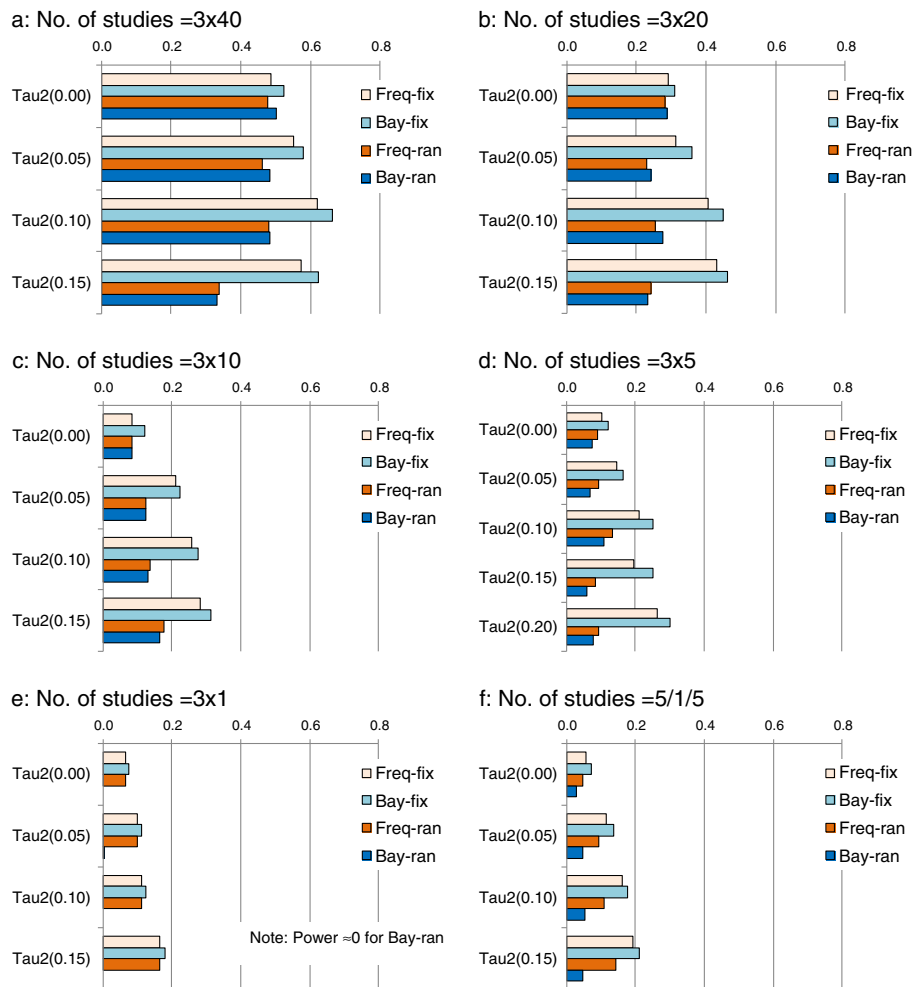 a: No. of studies =3x40
0.0 0.2 0.4 0.6 0.8
Tau2(0.00)
Tau2(0.05)
Tau2(0.10)
Tau2(0.15)
Freq-fix
Bay-fix
Freq-ran
Bay-ran
b: No. of studies =3x20
0.0 0.2 0.4 0.6 0.8
Tau2(0.00)
Tau2(0.05)
Tau2(0.10)
Tau2(0.15)
Freq-fix
Bay-fix
Freq-ran
Bay-ran
c: No. of studies =3x10
0.0 0.2 0.4 0.6 0.8
Tau2(0.00)
Tau2(0.05)
Tau2(0.10)
Tau2(0.15)
Freq-fix
Bay-fix
Freq-ran
Bay-ran
d: No. of studies =3x5
0.0 0.2 0.4 0.6 0.8
Tau2(0.00)
Tau2(0.05)
Tau2(0.10)
Tau2(0.15)
Tau2(0.20)
Freq-fix
Bay-fix
Freq-ran
Bay-ran
e: No. of studies =3x1
0.0 0.2 0.4 0.6 0.8
Tau2(0.00)
Tau2(0.05)
Tau2(0.10)
Tau2(0.15)
Freq-fix
Bay-fix
Freq-ran
Bay-ran
Note: Power ≈0 for Bay-ran
f: No. of studies =5/1/5
0.0 0.2 0.4 0.6 0.8
Tau2(0.00)
Tau2(0.05)
Tau2(0.10)
Tau2(0.15)
Freq-fix
Bay-fix
Freq-ran
Bay-ran